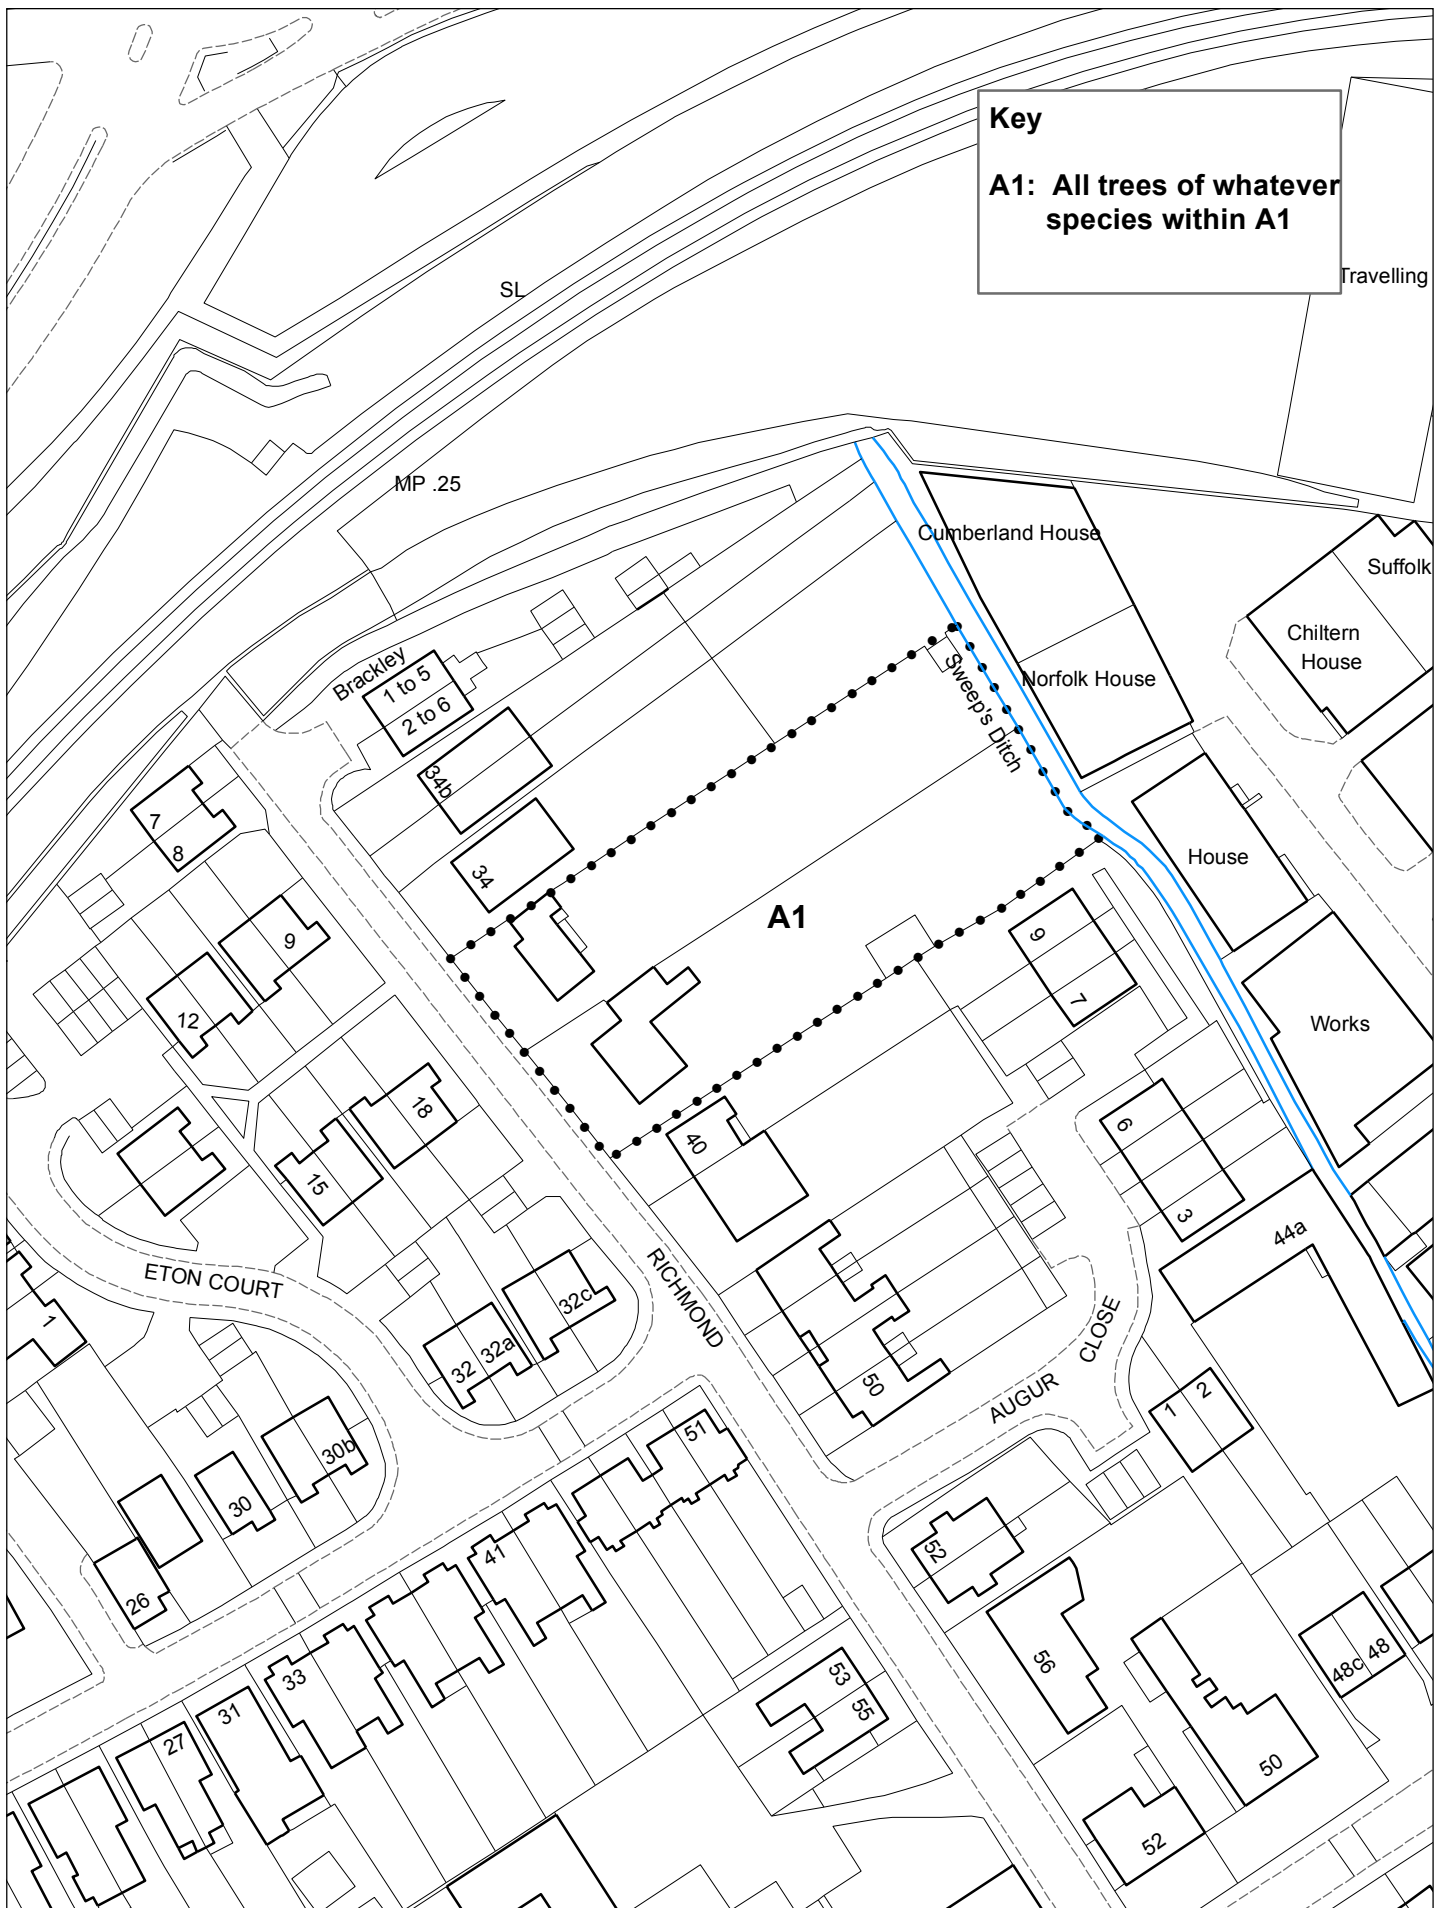 Key
A1: All trees of whatever
species within A1
Travelling
SL
MP .25
Cumberland House
Suffolk
Chiltern
House
Norfolk House
Sweep's Ditch
Brackley
1 to 5
2 to 6
34b
34
7
8
9
12
A1
House
9
7
Works
18
15
40
6
3
44a
ETON COURT
RICHMOND
1
32
32a
32c
50
AUGUR
CLOSE
1
2
30b
30
26
51
41
52
33
31
27
53
55
56
48c
48
50
52